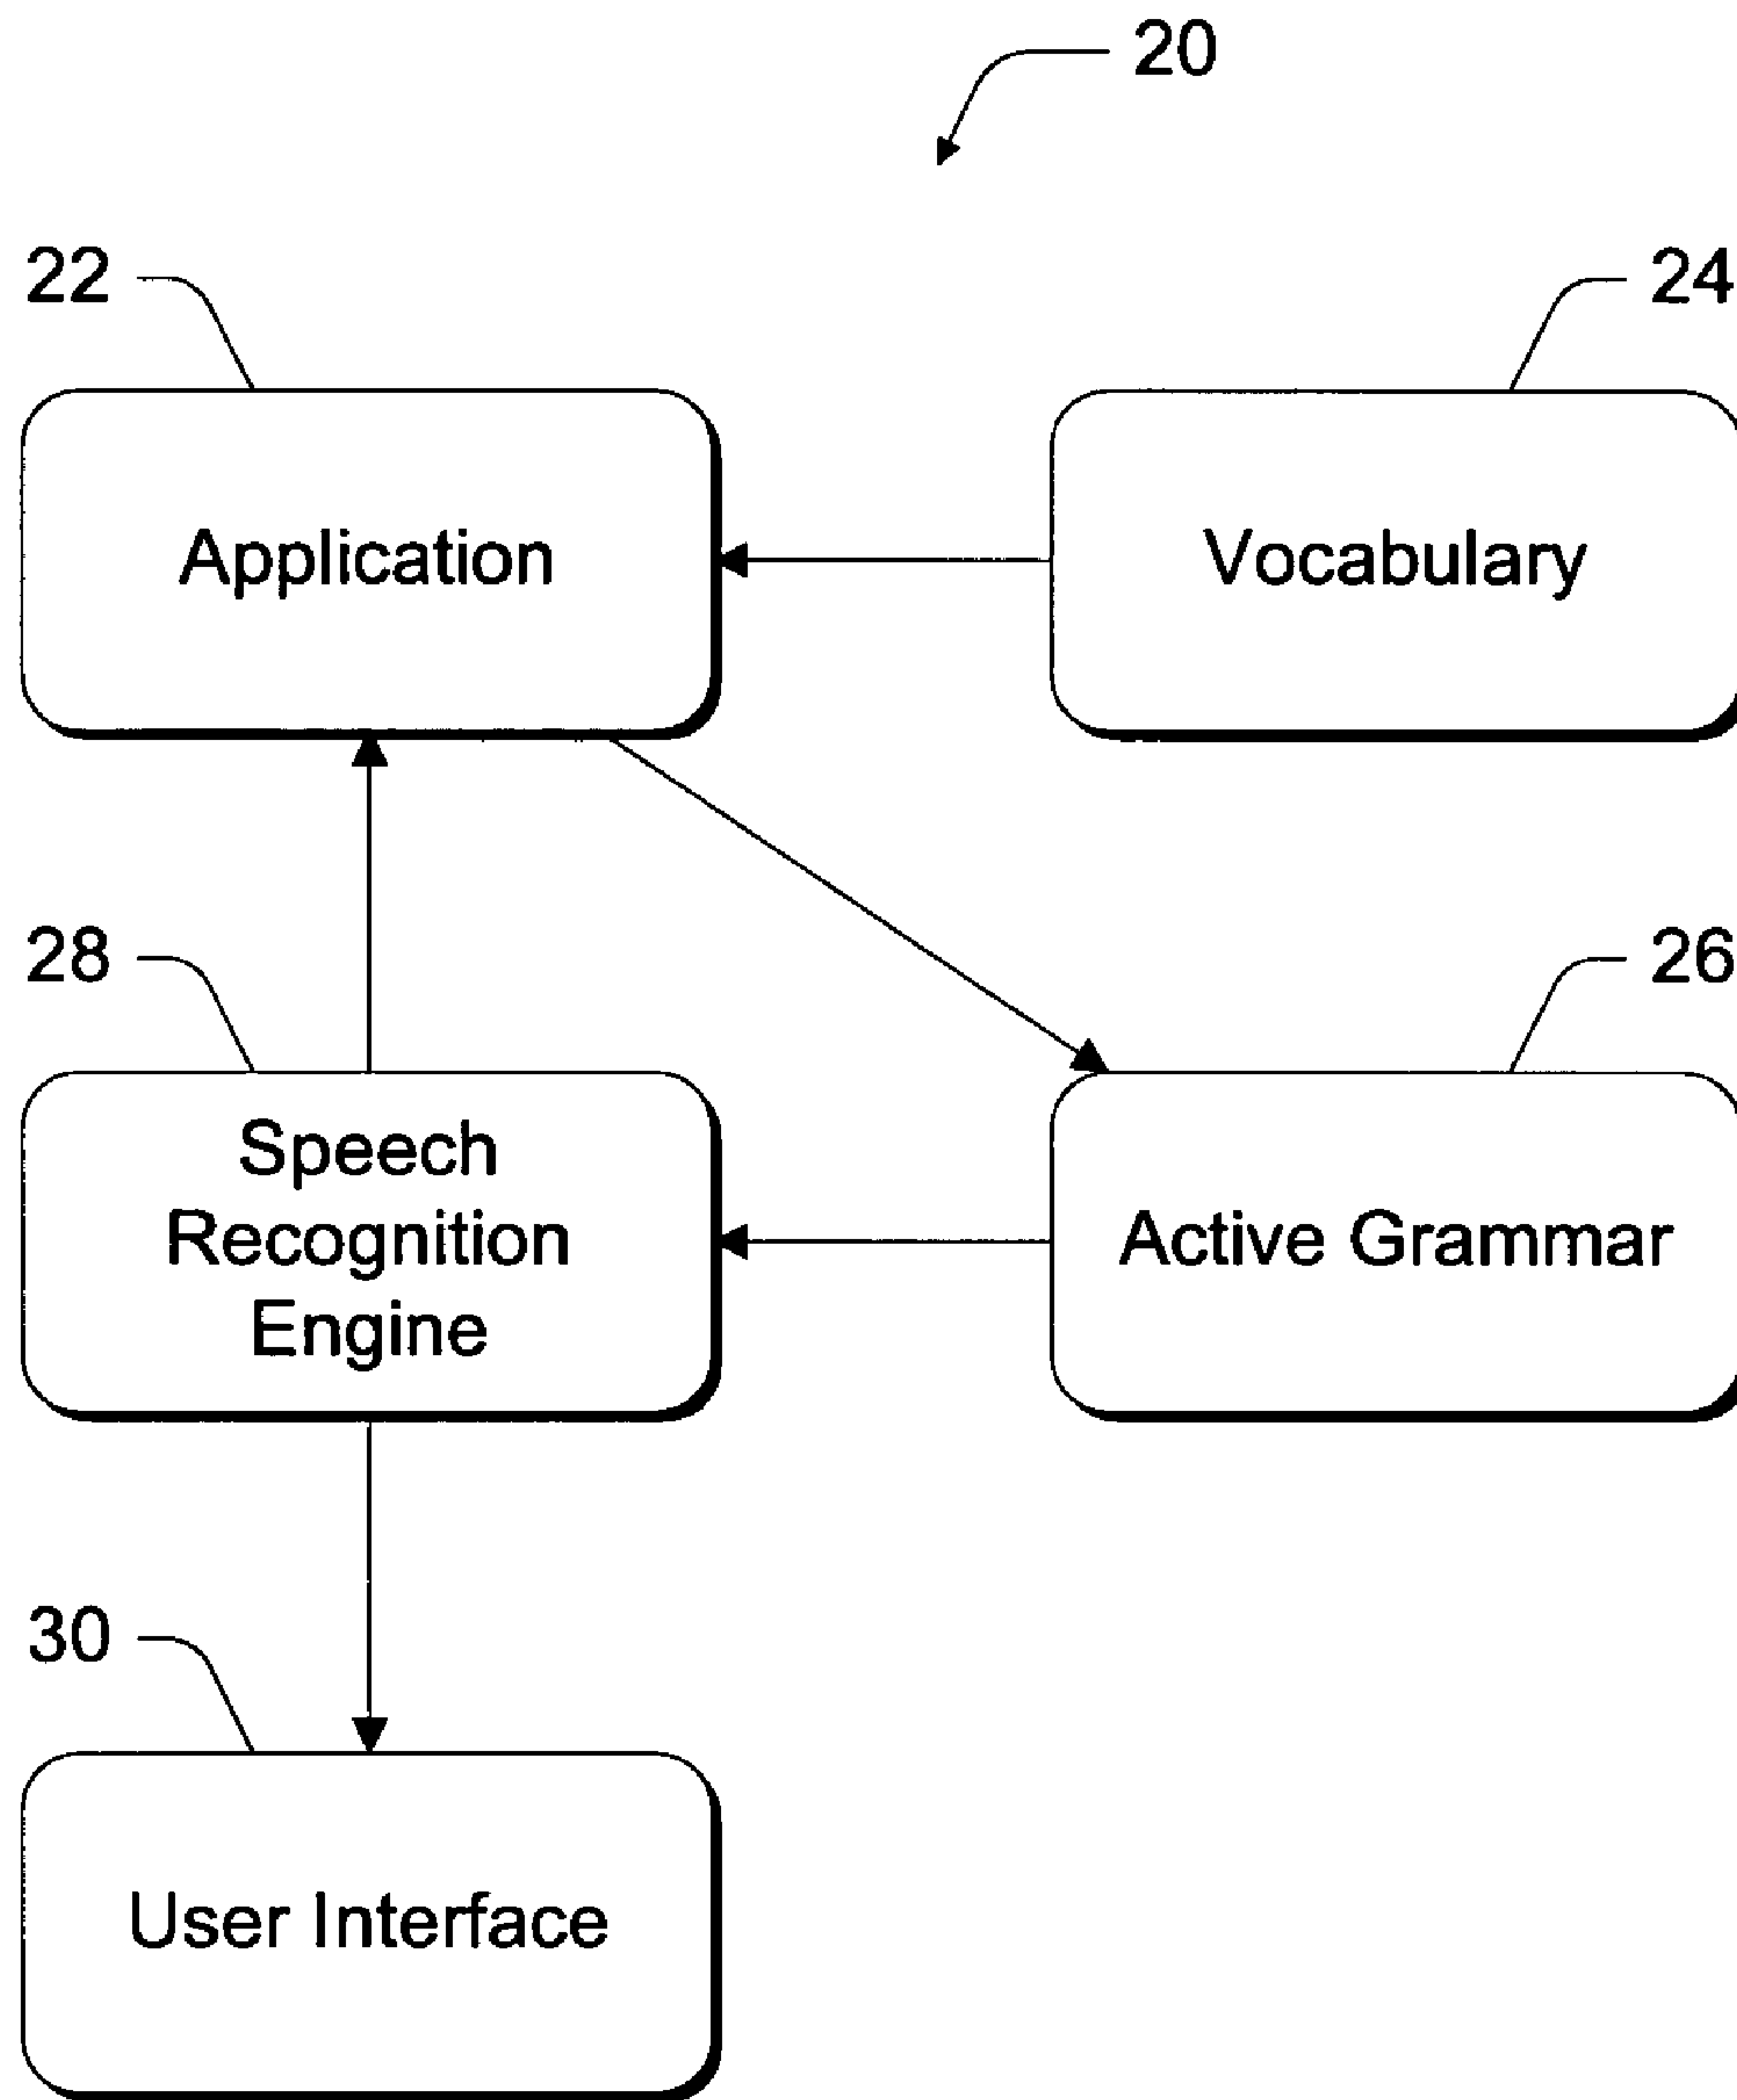 20
22
24
Application
Vocabulary
28
26
Speech
Recognition
Engine
Active Grammar
30
User Interface